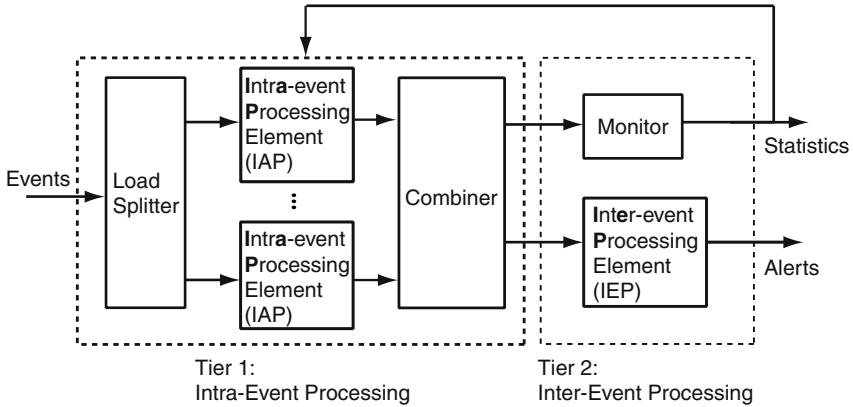 Events
Load
Splitter
Intra-event
Processing
Element
(IAP)
Intra-event
Processing
Element
(IAP)
Combiner
Monitor
Statistics
Inter-event
Processing
Element
(IEP)
Alerts
Tier 1:
Intra-Event Processing
Tier 2:
Inter-Event Processing